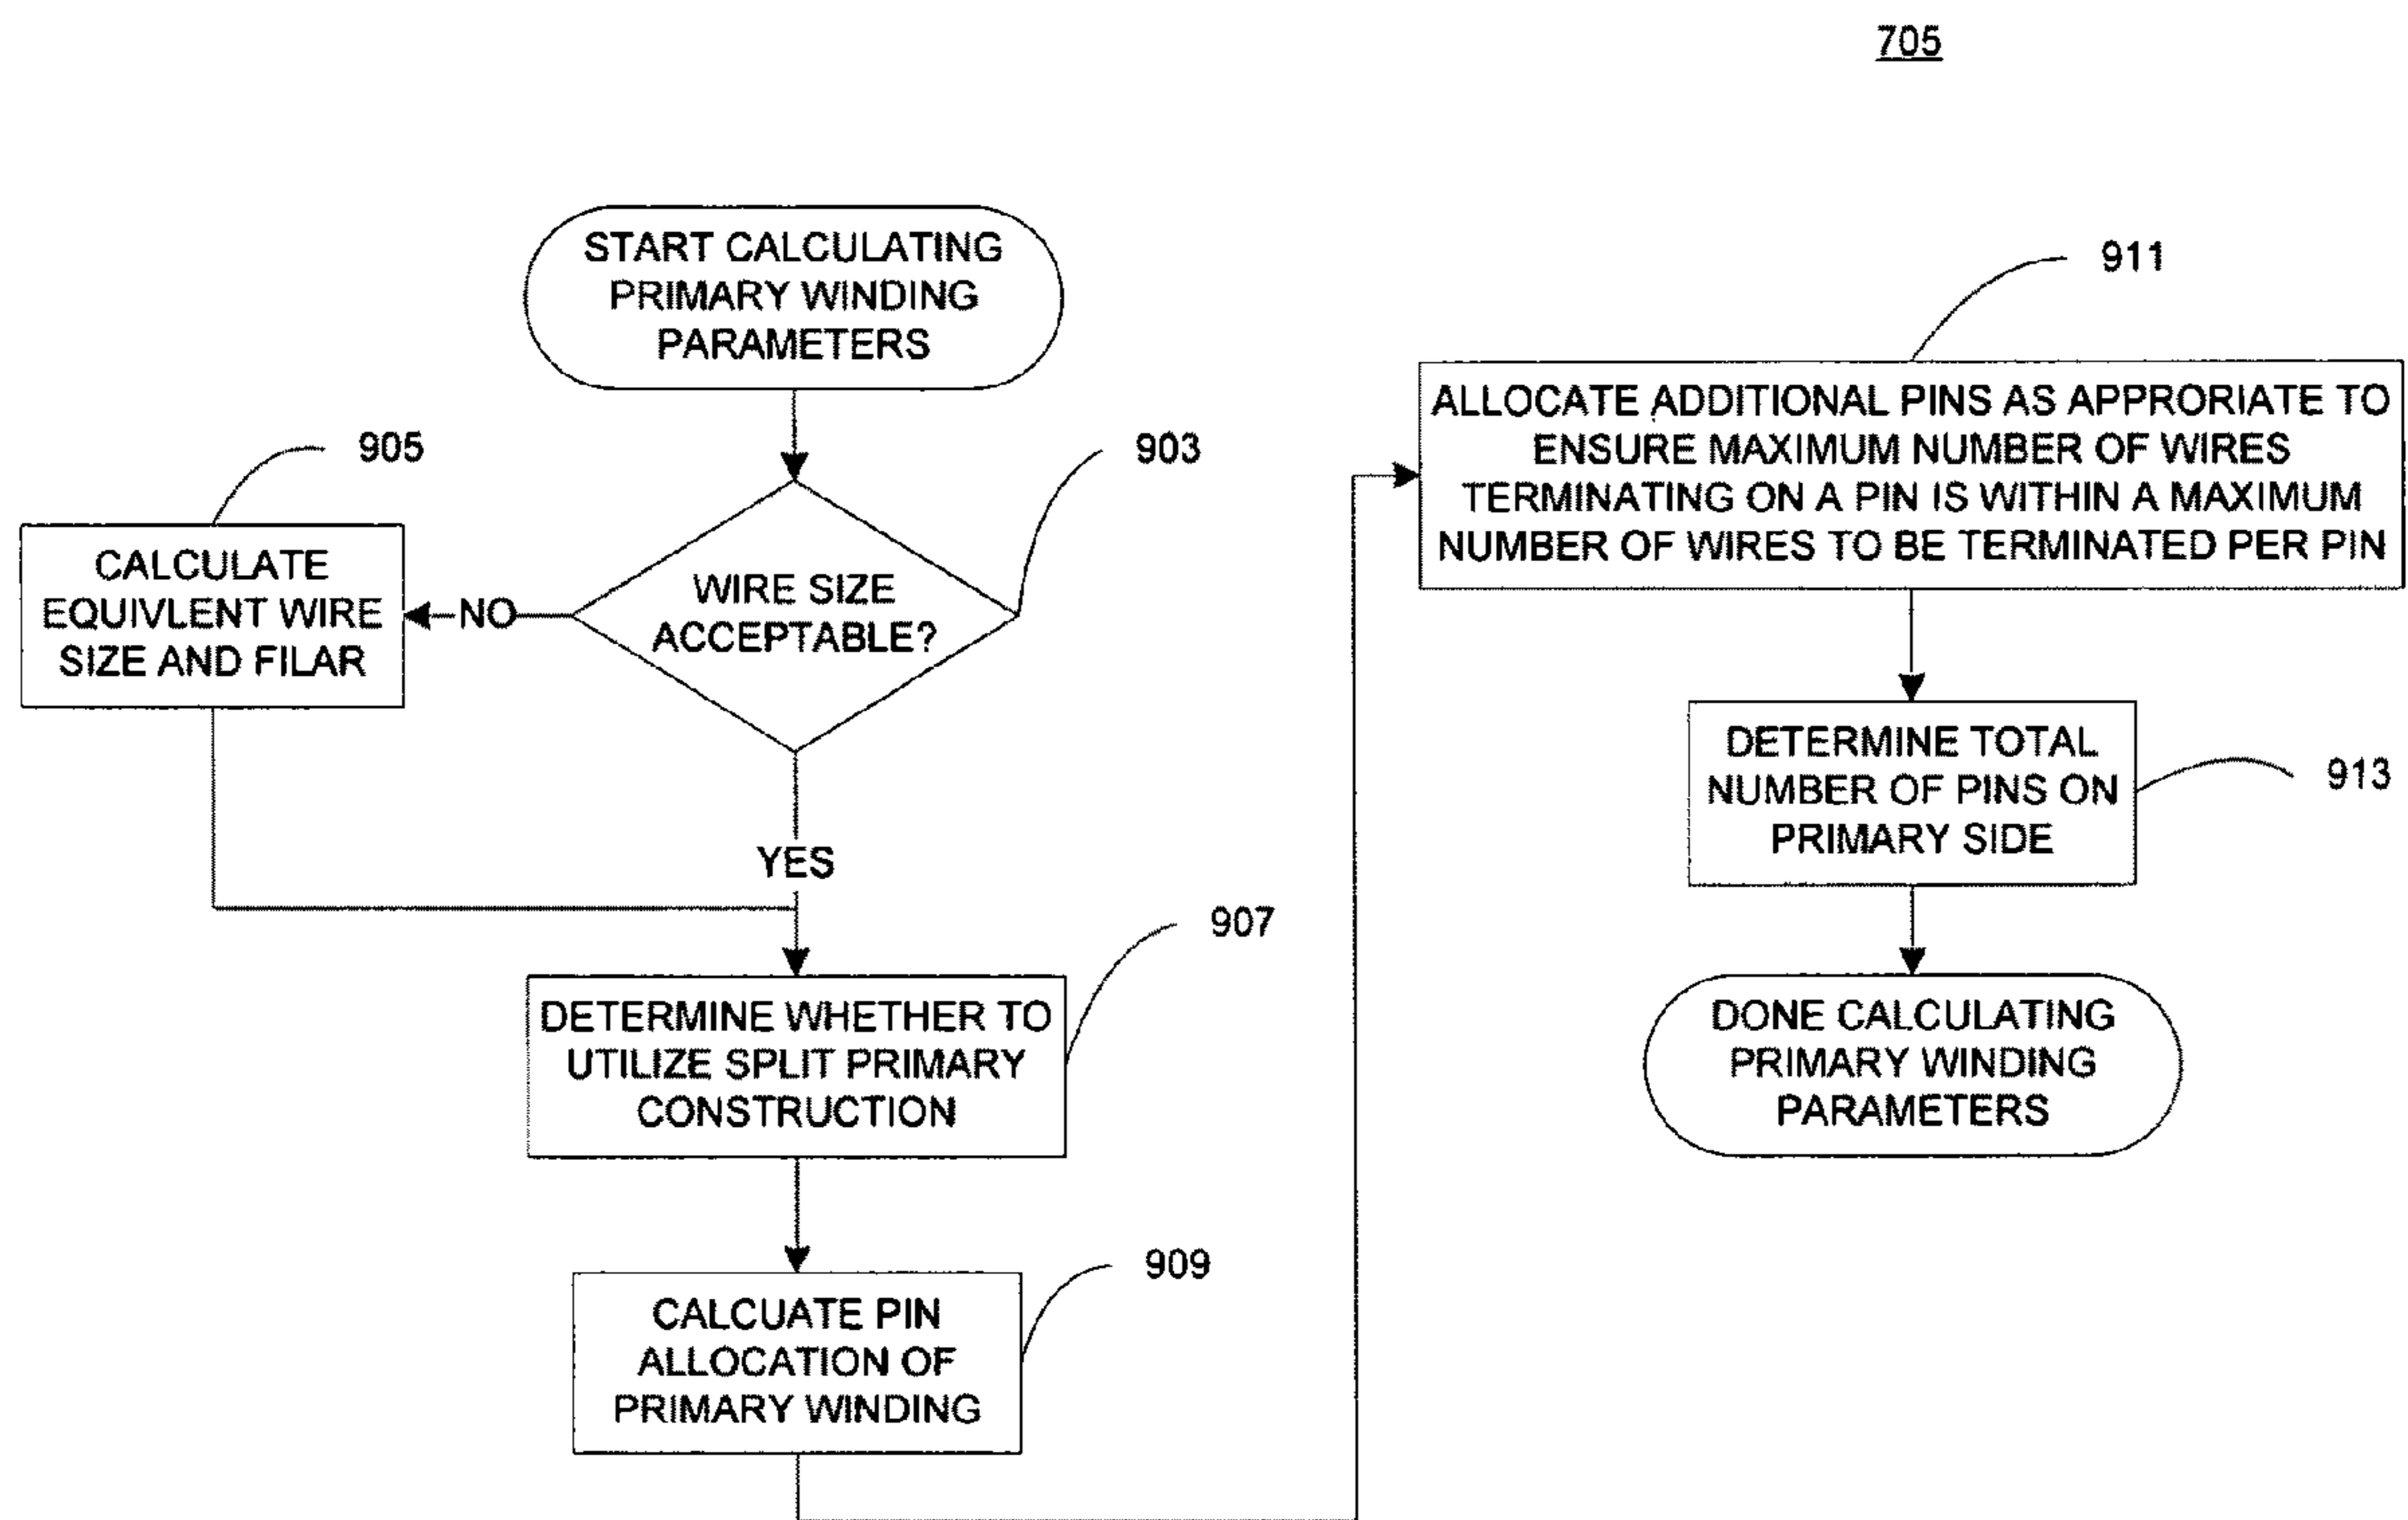 705
START CALCULATING
PRIMARY WINDING
PARAMETERS
903
WIRE SIZE
ACCEPTABLE?
NO
905
CALCULATE
EQUIVLENT WIRE
SIZE AND FILAR
YES
907
DETERMINE WHETHER TO
UTILIZE SPLIT PRIMARY
CONSTRUCTION
909
CALCUATE PIN
ALLOCATION OF
PRIMARY WINDING
911
ALLOCATE ADDITIONAL PINS AS APPRORIATE TO
ENSURE MAXIMUM NUMBER OF WIRES
TERMINATING ON A PIN IS WITHIN A MAXIMUM
NUMBER OF WIRES TO BE TERMINATED PER PIN
DETERMINE TOTAL
NUMBER OF PINS ON
PRIMARY SIDE
913
DONE CALCULATING
PRIMARY WINDING
PARAMETERS